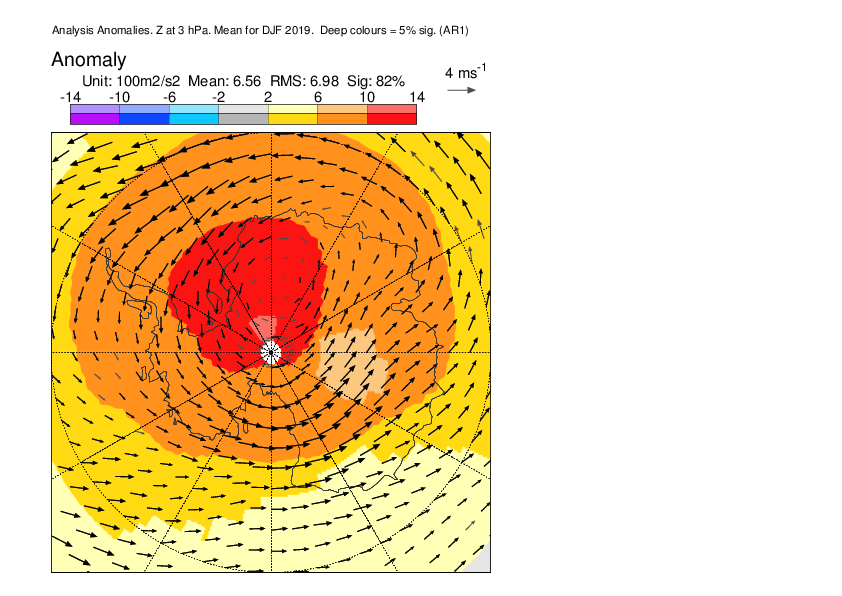 Analysis Anomalies. Z at 3 hPa. Mean for DJF 2019.  Deep colours = 5% sig. (AR1)
Anomaly
4 ms-1
Unit: 100m2/s2  Mean: 6.56  RMS: 6.98  Sig: 82%
-14 -10 -6 -2 2 6 10 14